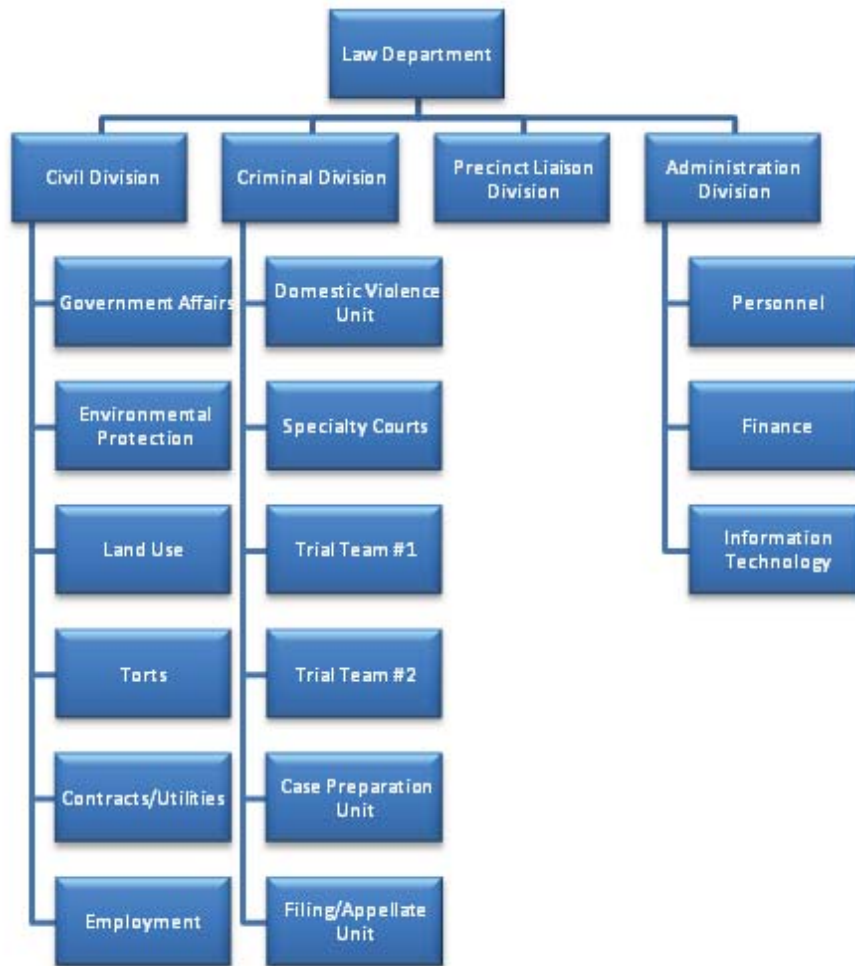 Law Department
Civil Division
Criminal Division
Precinct Liaison
Division
Administration
Division
Government Affairs
Environmental
Protection
Land Use
Torts
Contracts/Utilities
Employment
Domestic Violence
Unit
Specialty Courts
Trial Team #1
Trial Team #2
Case Preparation
Unit
Filing/Appellate
Unit
Personnel
Finance
Information
Technology